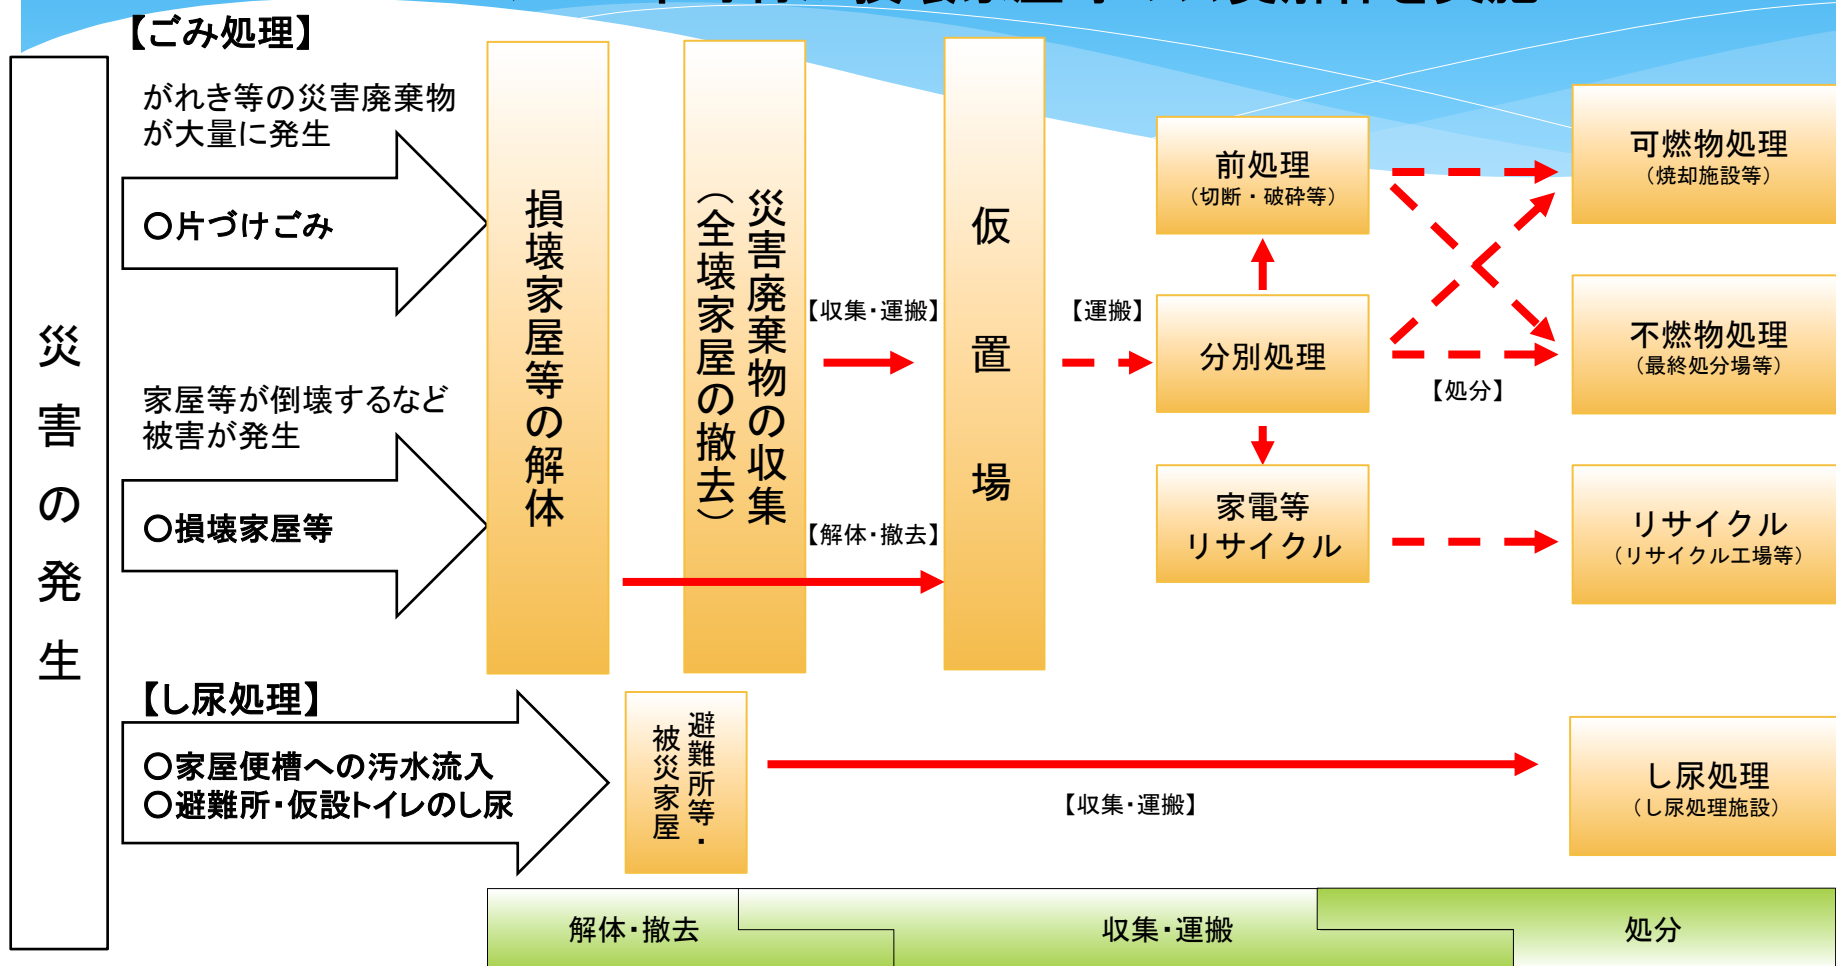 【ごみ処理】
災害の発生
がれき等の災害廃棄物
が大量に発生
〇片づけごみ
家屋等が倒壊するなど
被害が発生
〇損壊家屋等
損壊家屋等の解体
災害廃棄物の収集
（全壊家屋の撤去）
【収集・運搬】
【解体・撤去】
仮置場
【運搬】
前処理
（切断・破砕等）
分別処理
家電等
リサイクル
【処分】
可燃物処理
（焼却施設等）
不燃物処理
（最終処分場等）
リサイクル
（リサイクル工場等）
【し尿処理】
〇家屋便槽への汚水流入
〇避難所・仮設トイレのし尿
避難所等・
被災家屋
【収集・運搬】
し尿処理
（し尿処理施設）
解体・撤去
収集・運搬
処分